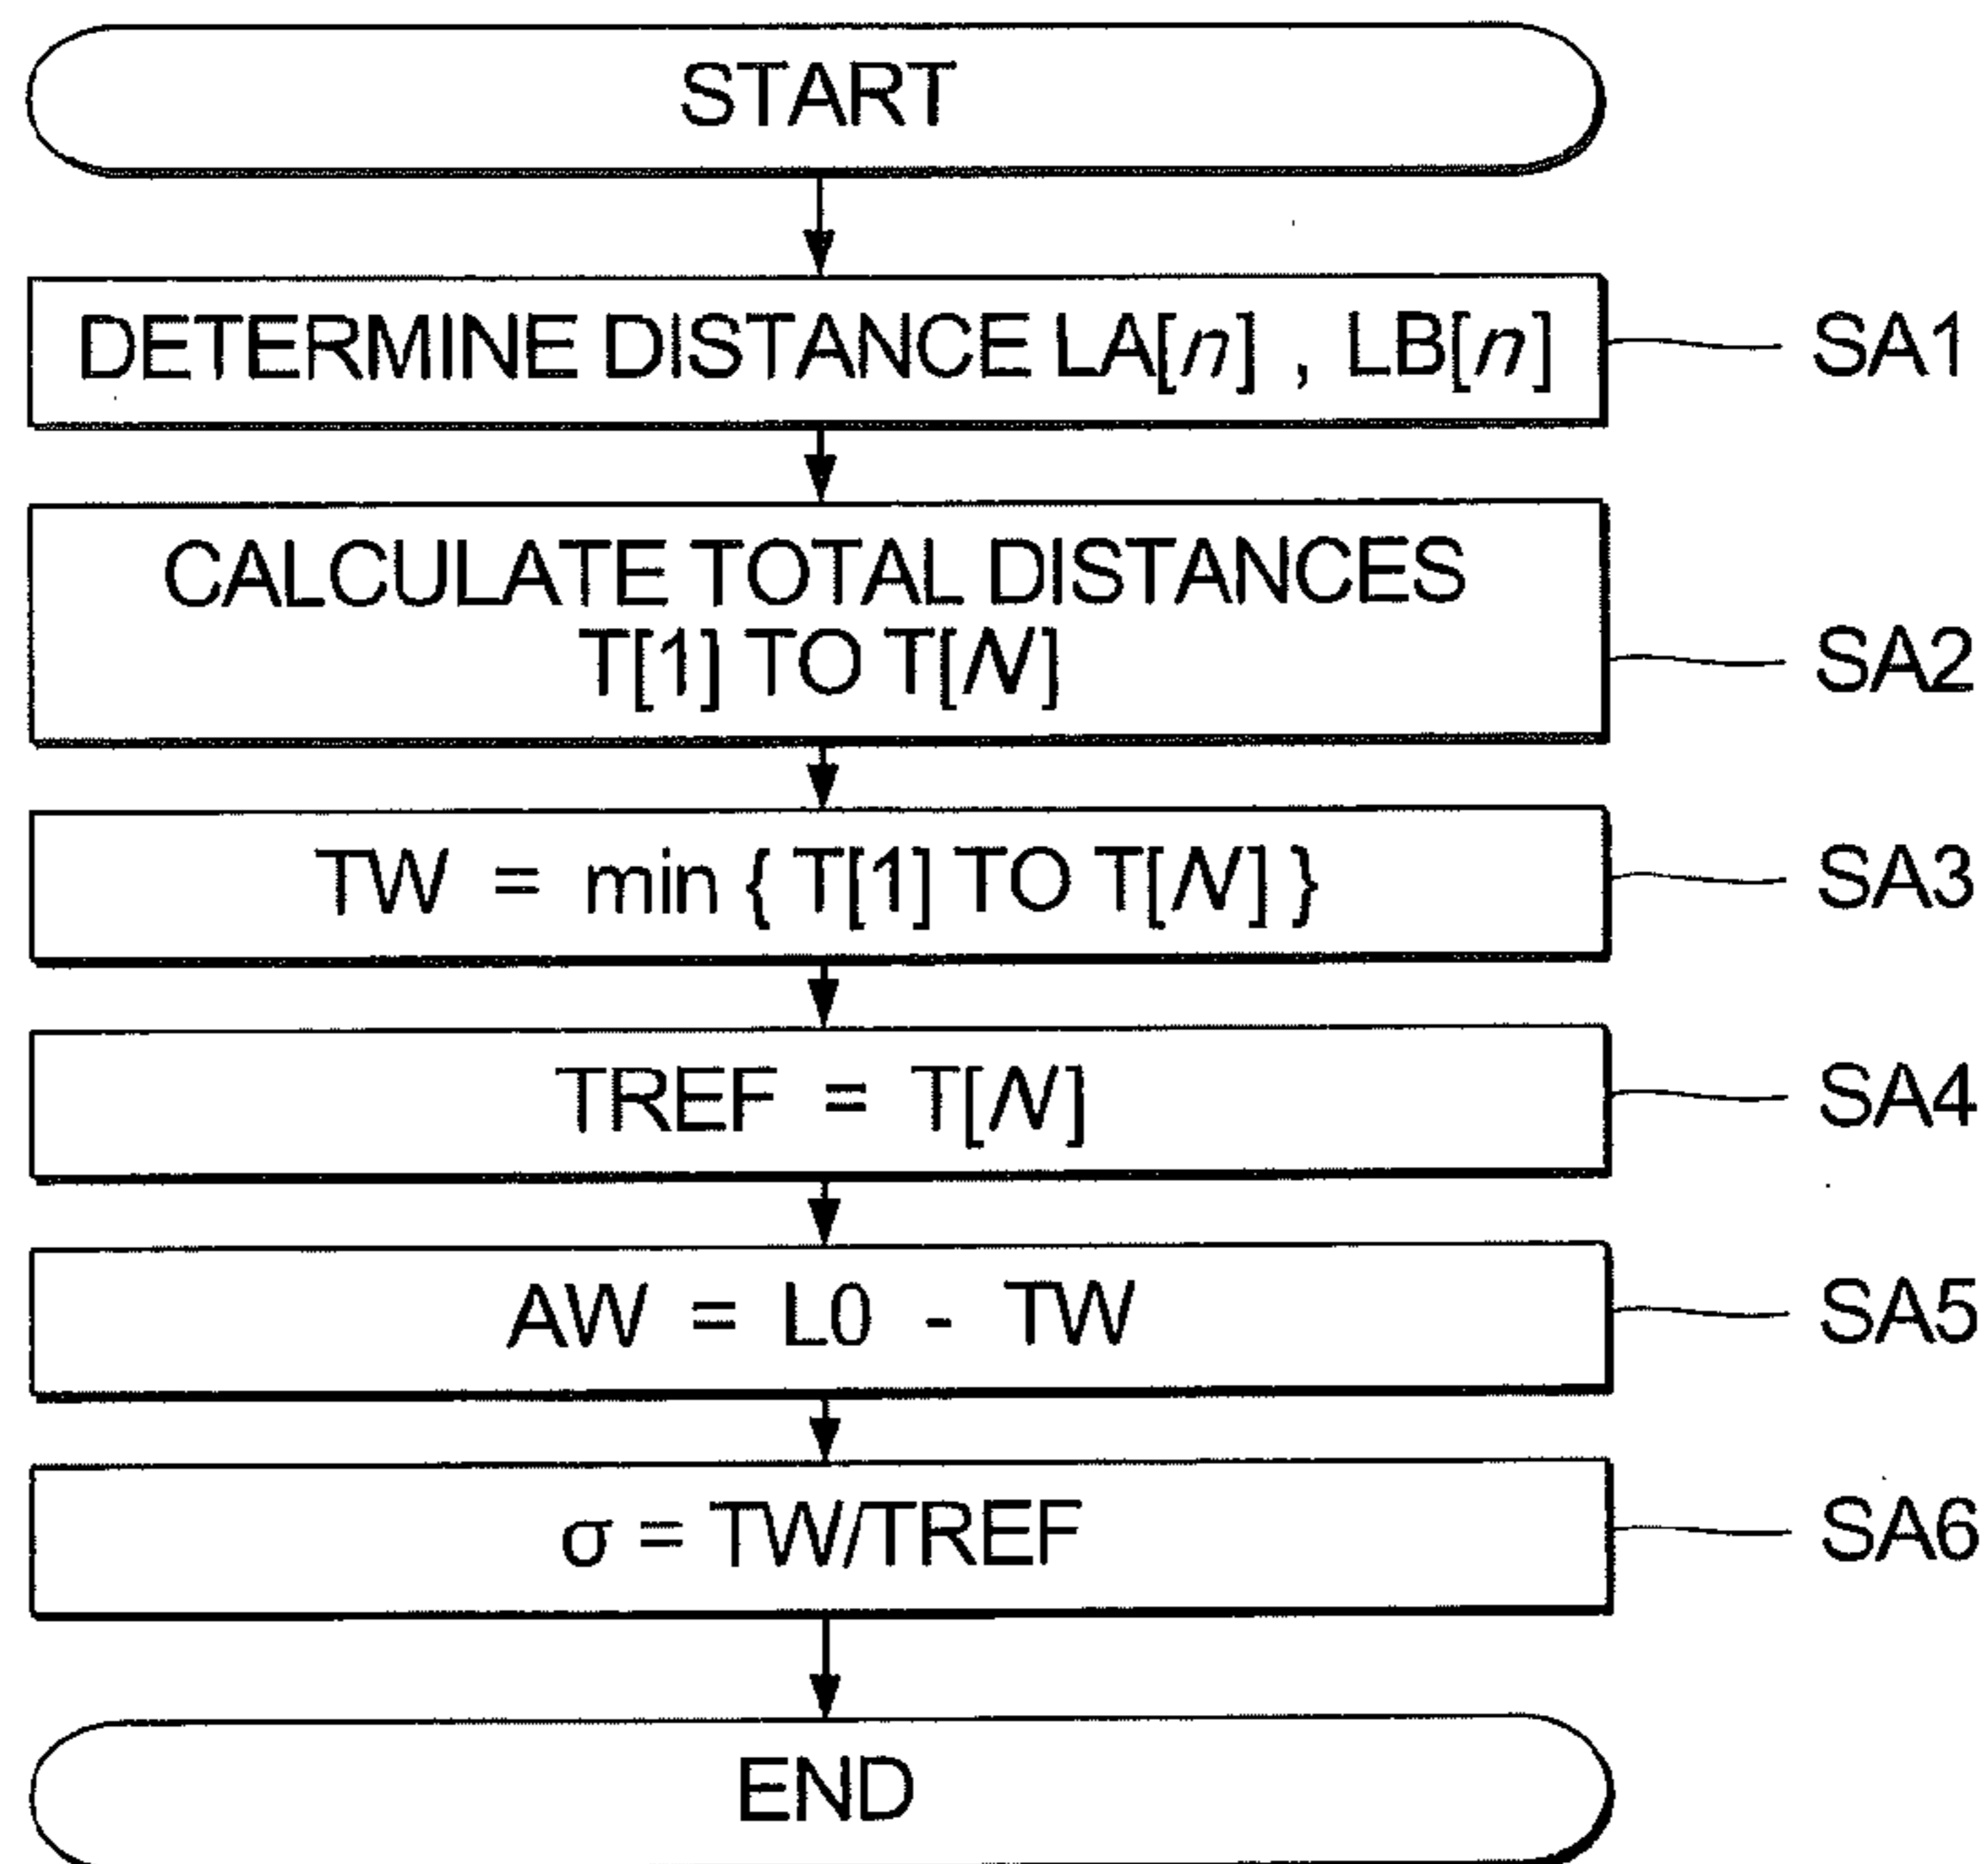 START
DETERMINE DISTANCE LA[n] , LB[n]
SA1
CALCULATE TOTAL DISTANCES
T[1] TO T[N]
SA2
TW = min { T[1] TO T[N] }
SA3
TREF = T[N]
SA4
AW = L0 - TW
SA5
σ = TW/TREF
SA6
END